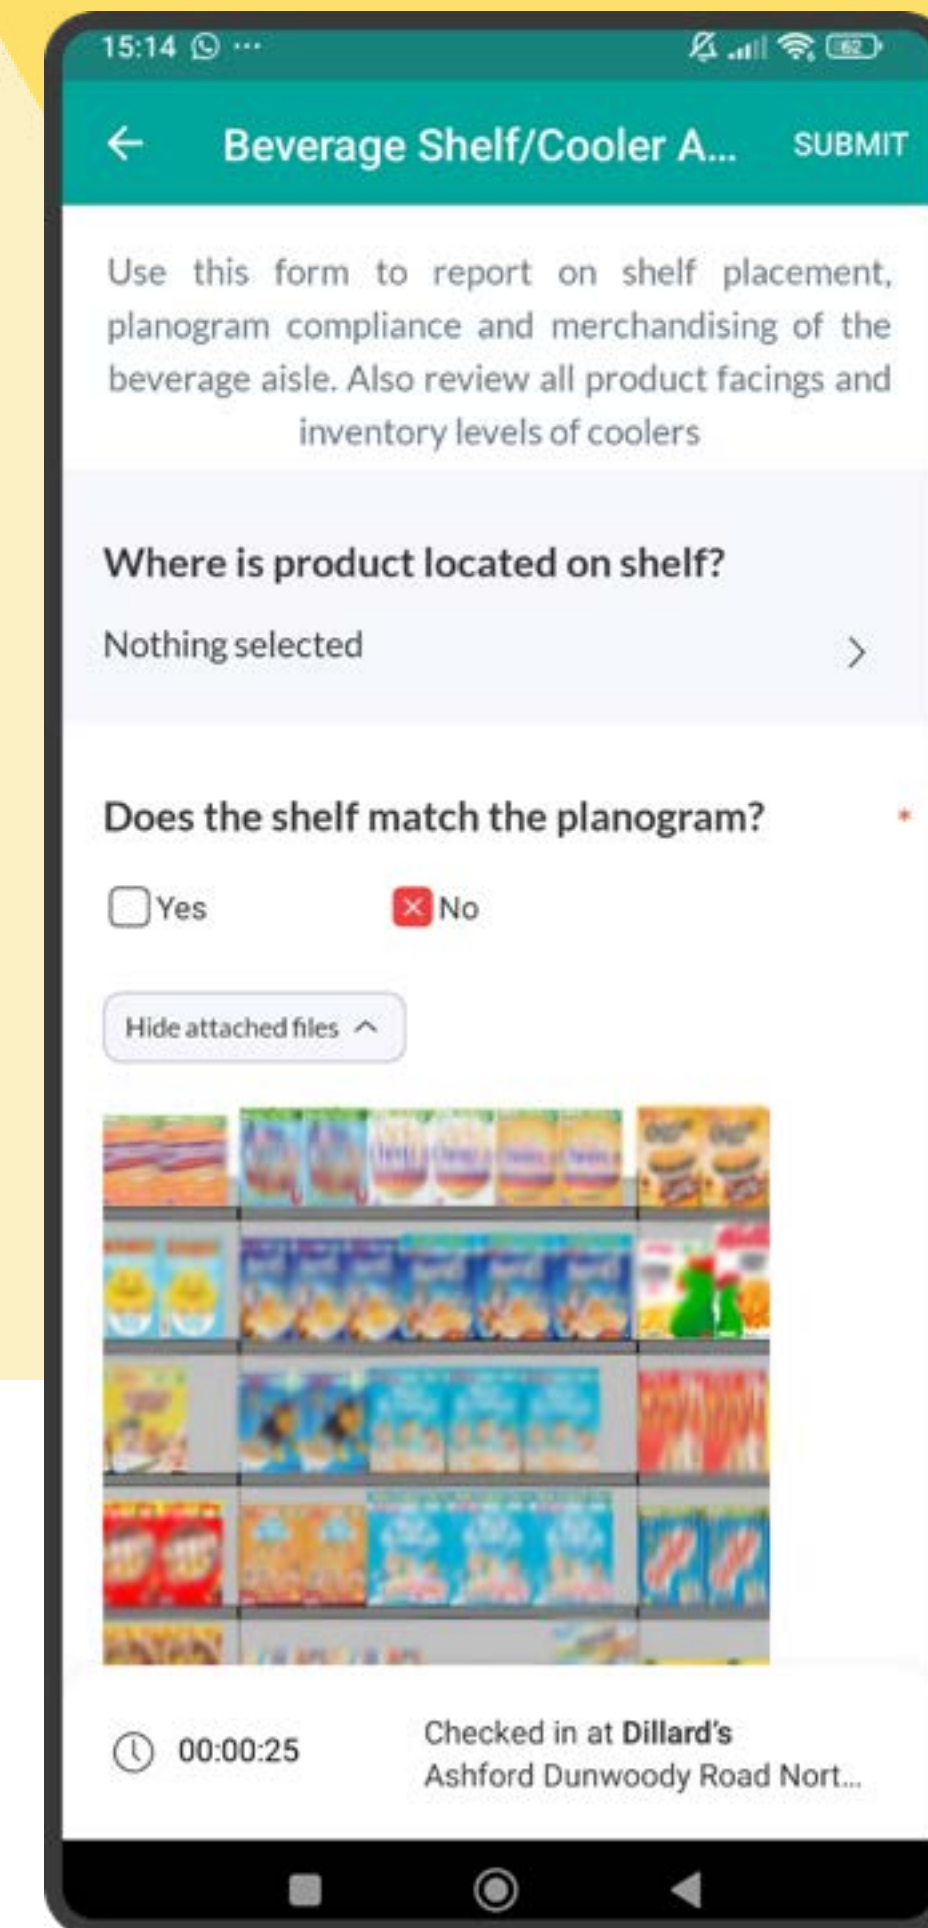 15:14 ...
62
Beverage Shelf/Cooler A...
SUBMIT
Use this form to report on shelf placement,
planogram compliance and merchandising of the
beverage aisle. Also review all product facings and
inventory levels of coolers
Where is product located on shelf?
Nothing selected
Does the shelf match the planogram?
*
Yes
No
Hide attached files
00:00:25
Checked in at Dillard's
Ashford Dunwoody Road Nort...